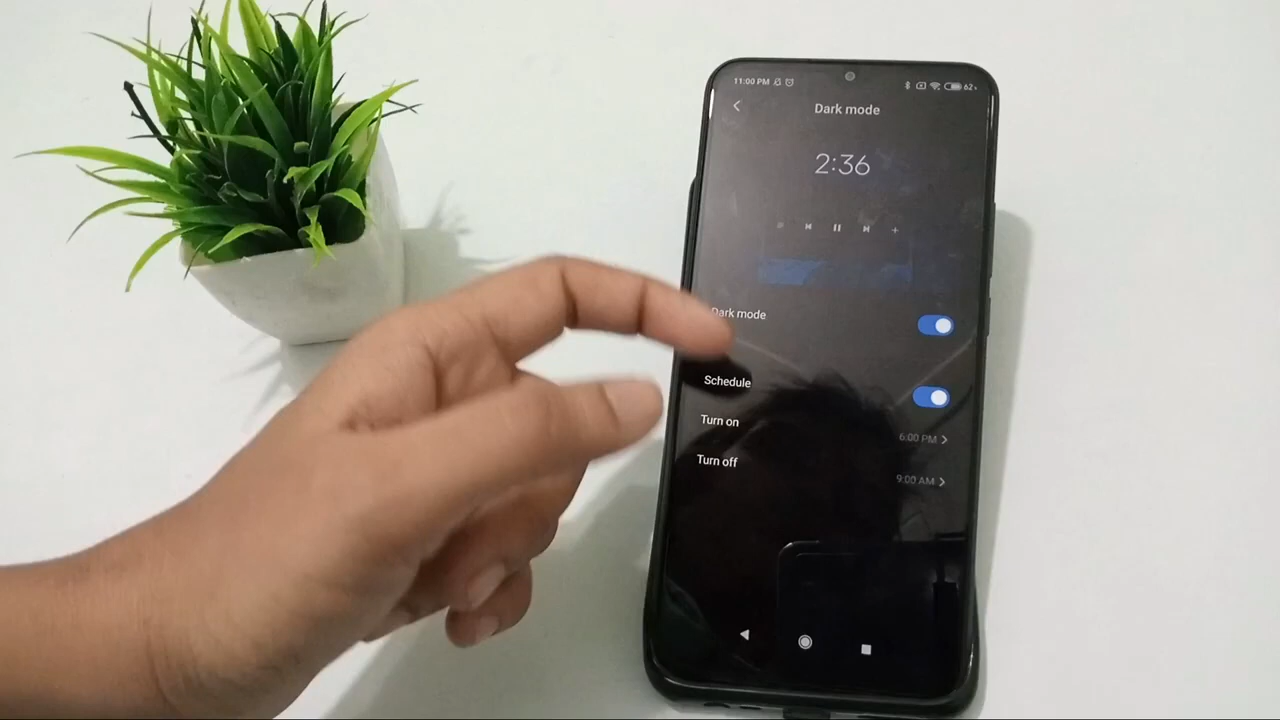 11:00 PM 62%
Dark mode
2:36
Dark mode
Schedule
Turn on 6:00 PM
Turn off 9:00 AM